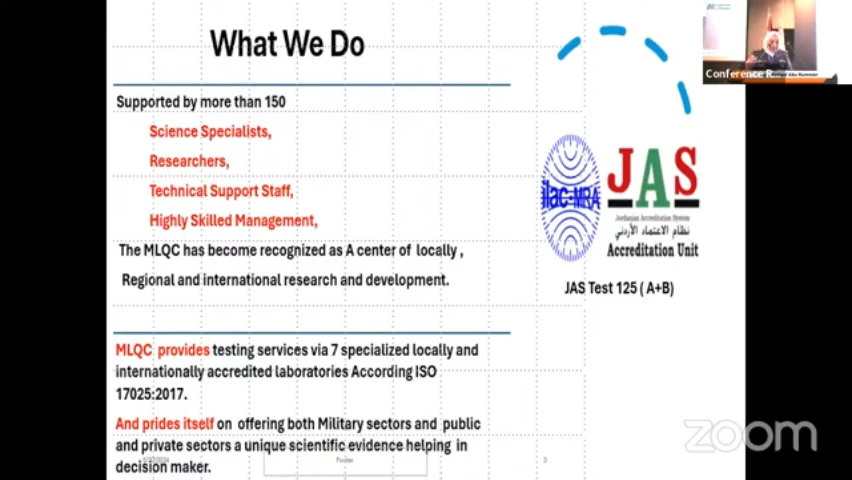 What We Do
Supported by more than 150
Science Specialists,
Researchers,
Technical Support Staff,
Highly Skilled Management,
The MLQC has become recognized as A center of locally ,
Regional and international research and development.
MLQC provides testing services via 7 specialized locally and
internationally accredited laboratories According ISO
17025:2017.
And prides itself on offering both Military sectors and public
and private sectors a unique scientific evidence helping in
decision maker.
3
ilac-MRA
JAS
Jordanian Accreditation System
نظام الاعتماد الأردني
Accreditation Unit
JAS Test 125 ( A+B)
Conference R
zoom